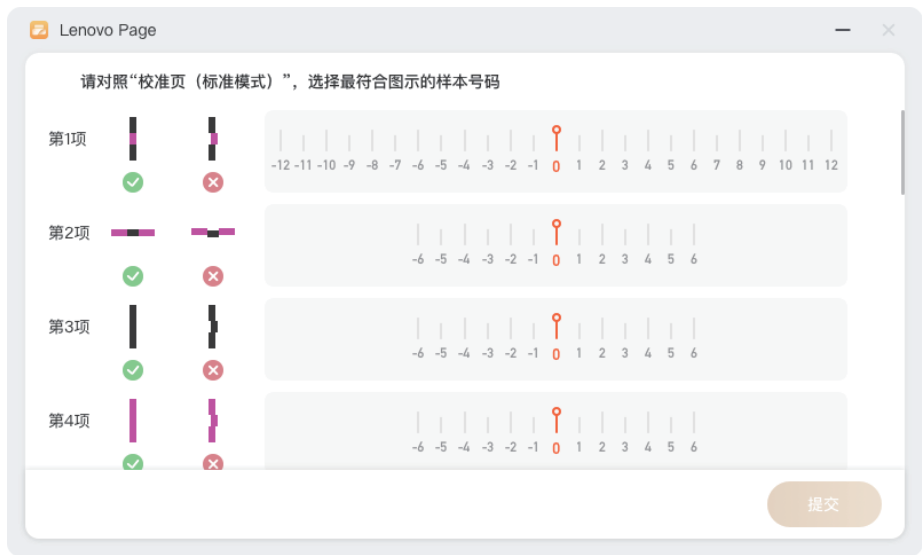 Lenovo Page
请对照“校准页（标准模式）”，选择最符合图示的样本号码
第1项
-12 -11 -10 -9 -8 -7 -6 -5 -4 -3 -2 -1 0 1 2 3 4 5 6 7 8 9 10 11 12
第2项
-6 -5 -4 -3 -2 -1 0 1 2 3 4 5 6
第3项
-6 -5 -4 -3 -2 -1 0 1 2 3 4 5 6
第4项
-6 -5 -4 -3 -2 -1 0 1 2 3 4 5 6
提交